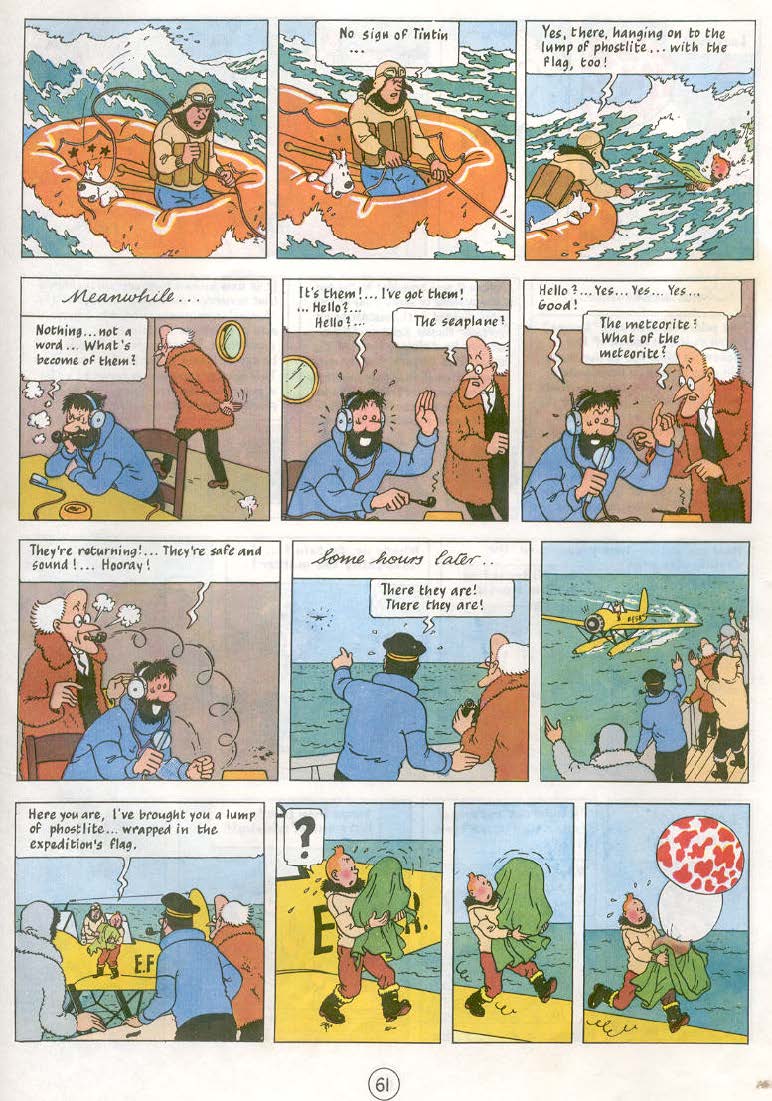 No sign of Tintin
...
Yes, there, hanging on to the
lump of phostlite... with the
flag, too!
Meanwhile...
Nothing... not a
word... What's
become of them?
It's them!... I've got them!
... Hello?...
Hello?...
The seaplane?
Hello?... Yes... Yes... Yes...
Good!
The meteorite?
What of the
meteorite?
They're returning!... They're safe and
sound!... Hooray!
Some hours later..
There they are!
There they are!
Here you are, I've brought you a lump
of phostlite... wrapped in the
expedition's flag.
E.F
?
E. R.
61